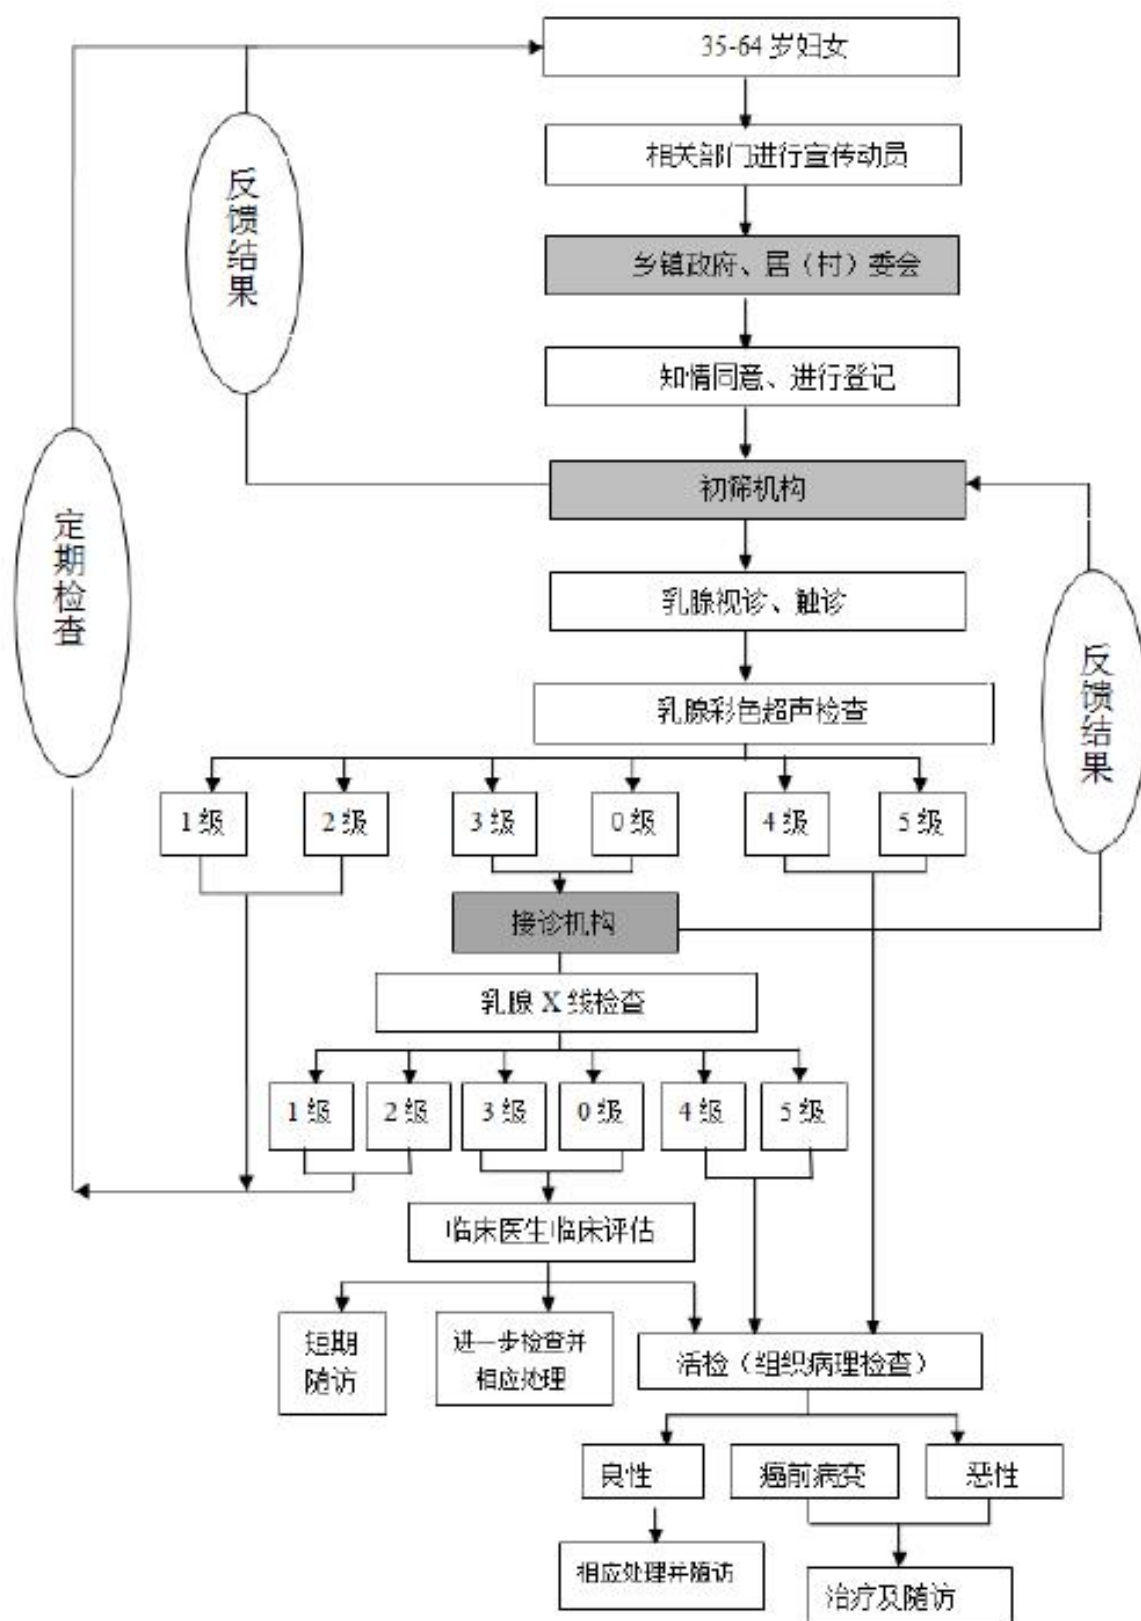 35-64 岁妇女
相关部门进行宣传动员
反馈结果
乡镇政府、居（村）委会
知情同意、进行登记
初筛机构
定期检查
乳腺视诊、触诊
反馈结果
乳腺彩色超声检查
1 级
2 级
3 级
0 级
4 级
5 级
接诊机构
乳腺 X 线检查
1 级
2 级
3 级
0 级
4 级
5 级
临床医生临床评估
短期
随访
进一步检查并
相应处理
活检（组织病理检查）
良性
癌前病变
恶性
相应处理并随访
治疗及随访